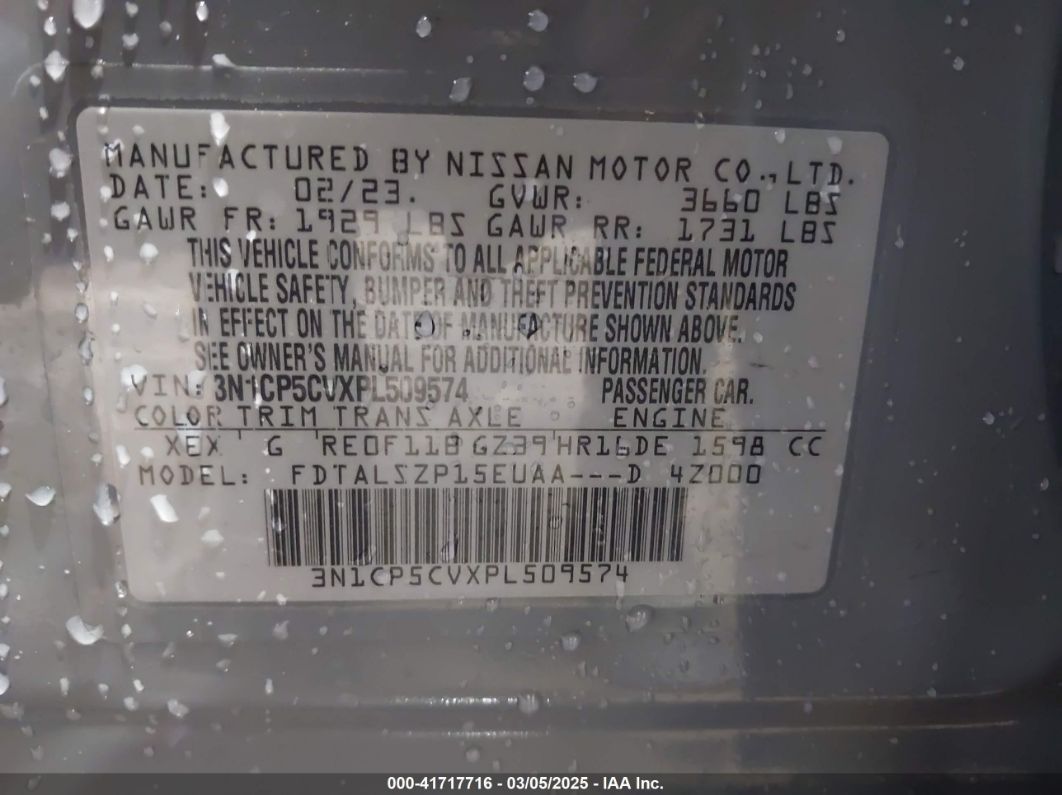 MANUFACTURED BY NISSAN MOTOR CO.,LTD.
DATE: 02/23. GVWR: 3660 LBS
GAWR FR: 1929 LBS GAWR RR: 1731 LBS
THIS VEHICLE CONFORMS TO ALL APPLICABLE FEDERAL MOTOR
VEHICLE SAFETY, BUMPER AND THEFT PREVENTION STANDARDS
IN EFFECT ON THE DATE OF MANUFACTURE SHOWN ABOVE.
SEE OWNER'S MANUAL FOR ADDITIONAL INFORMATION.
VIN: 3N1CP5CVXPL509574 PASSENGER CAR.
COLOR TRIM TRANS AXLE ENGINE
XEX G RE0F11B GZ39 HR16DE 1598 CC
MODEL: FDTALSZP15EUAA---D 4Z000
3N1CP5CVXPL509574
000-41717716 - 03/05/2025 - IAA Inc.